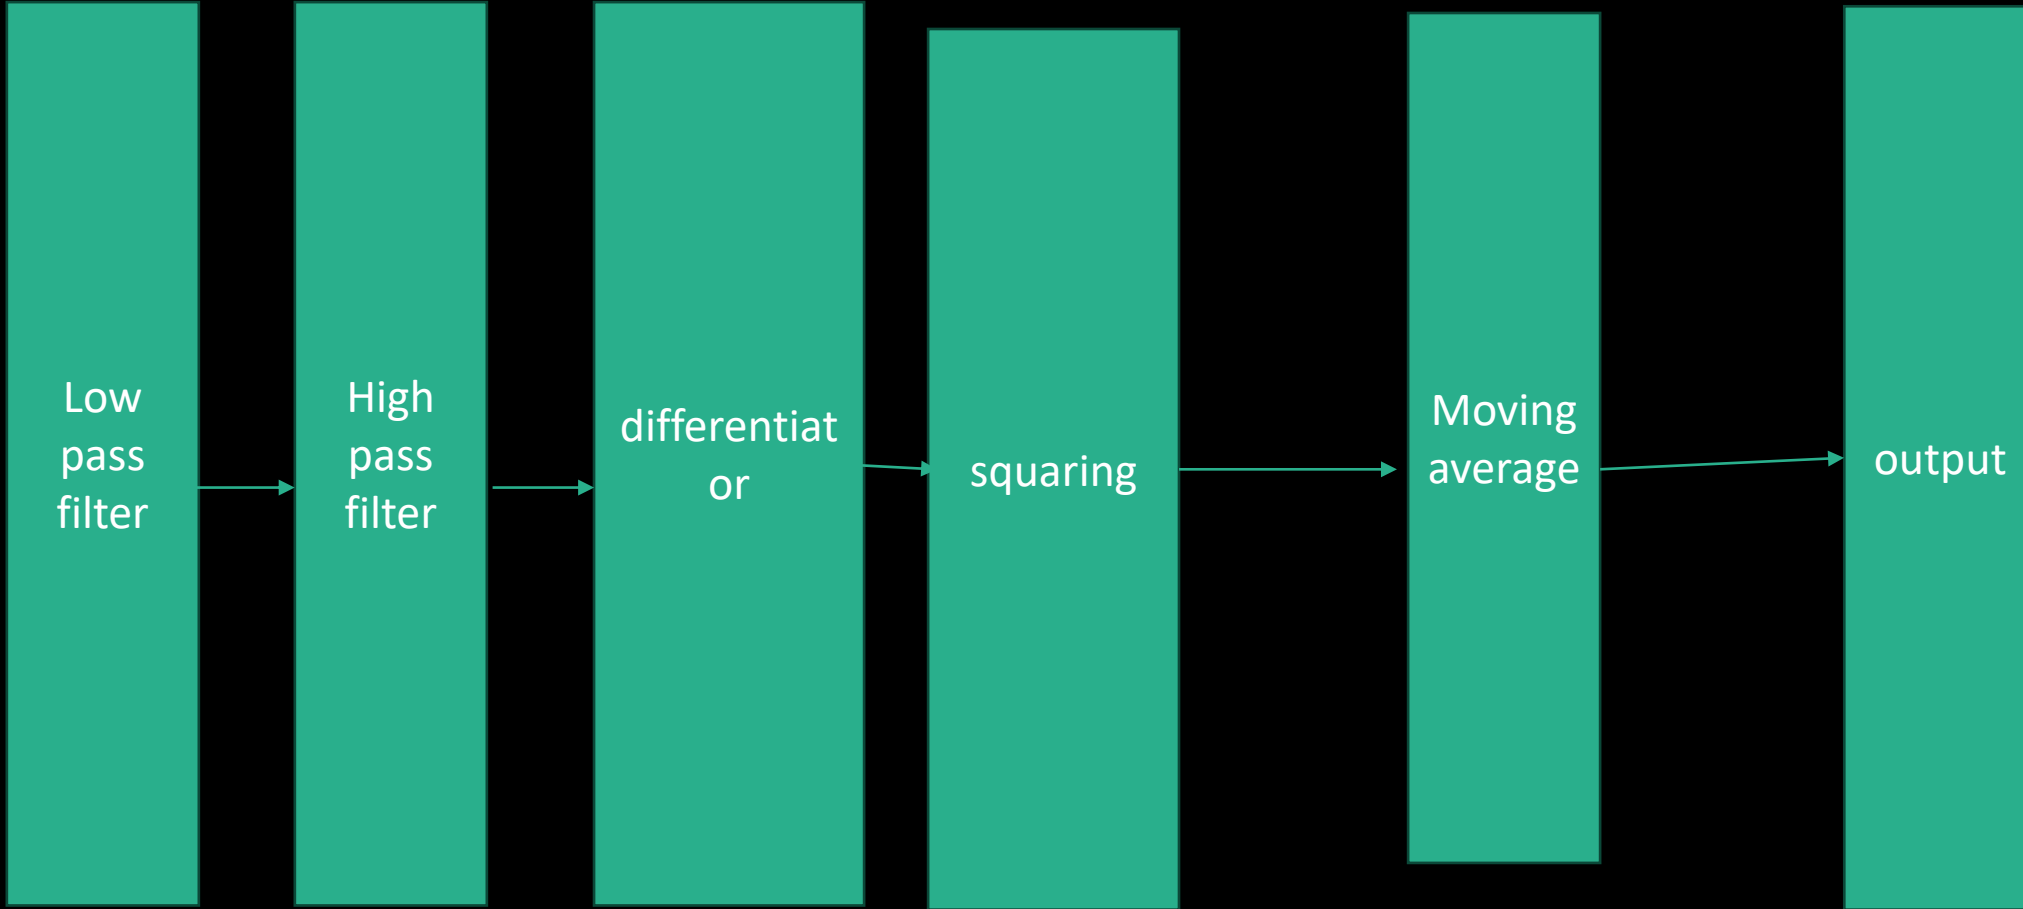 Low
pass
filter
High
pass
filter
differentiat
or
squaring
Moving
average
output